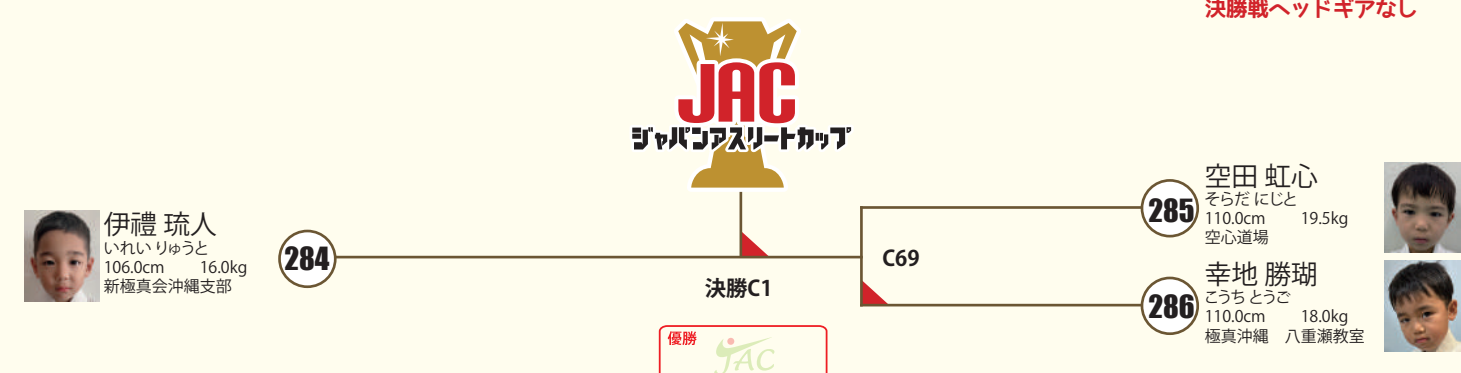 決勝戦ヘッドギアなし
JAC
ジャパンアスリートカップ
伊禮 琉人
いれい りゅうと
106.0cm 16.0kg
新極真会沖縄支部
284
決勝C1
C69
285
空田 虹心
そらだ にじと
110.0cm 19.5kg
空心道場
286
幸地 勝瑚
こうち とうご
110.0cm 18.0kg
極真沖縄 八重瀬教室
優勝
JAC